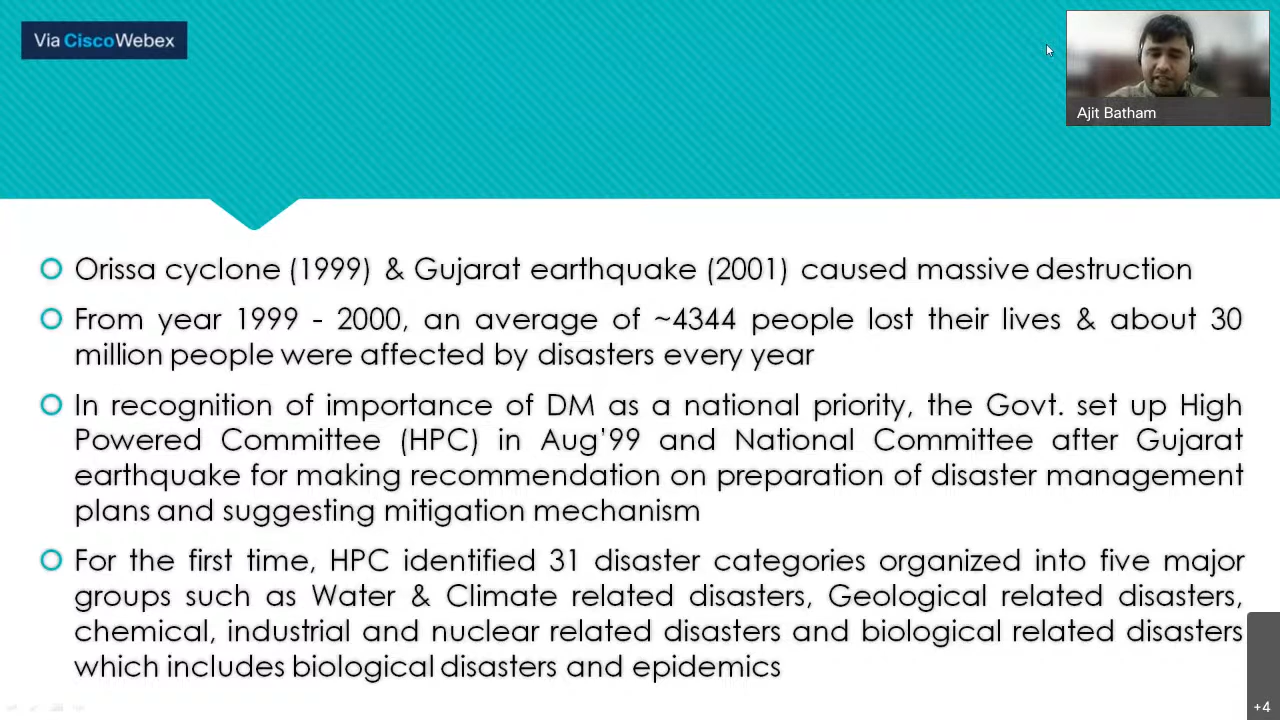 Via CiscoWebex
Ajit Batham
Orissa cyclone (1999) & Gujarat earthquake (2001) caused massive destruction
From year 1999 - 2000, an average of ~4344 people lost their lives & about 30
million people were affected by disasters every year
In recognition of importance of DM as a national priority, the Govt. set up High
Powered Committee (HPC) in Aug'99 and National Committee after Gujarat
earthquake for making recommendation on preparation of disaster management
plans and suggesting mitigation mechanism
For the first time, HPC identified 31 disaster categories organized into five major
groups such as Water & Climate related disasters, Geological related disasters,
chemical, industrial and nuclear related disasters and biological related disasters
which includes biological disasters and epidemics
+4